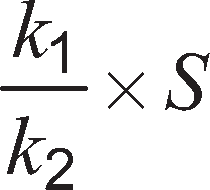 k₁/k₂ × S